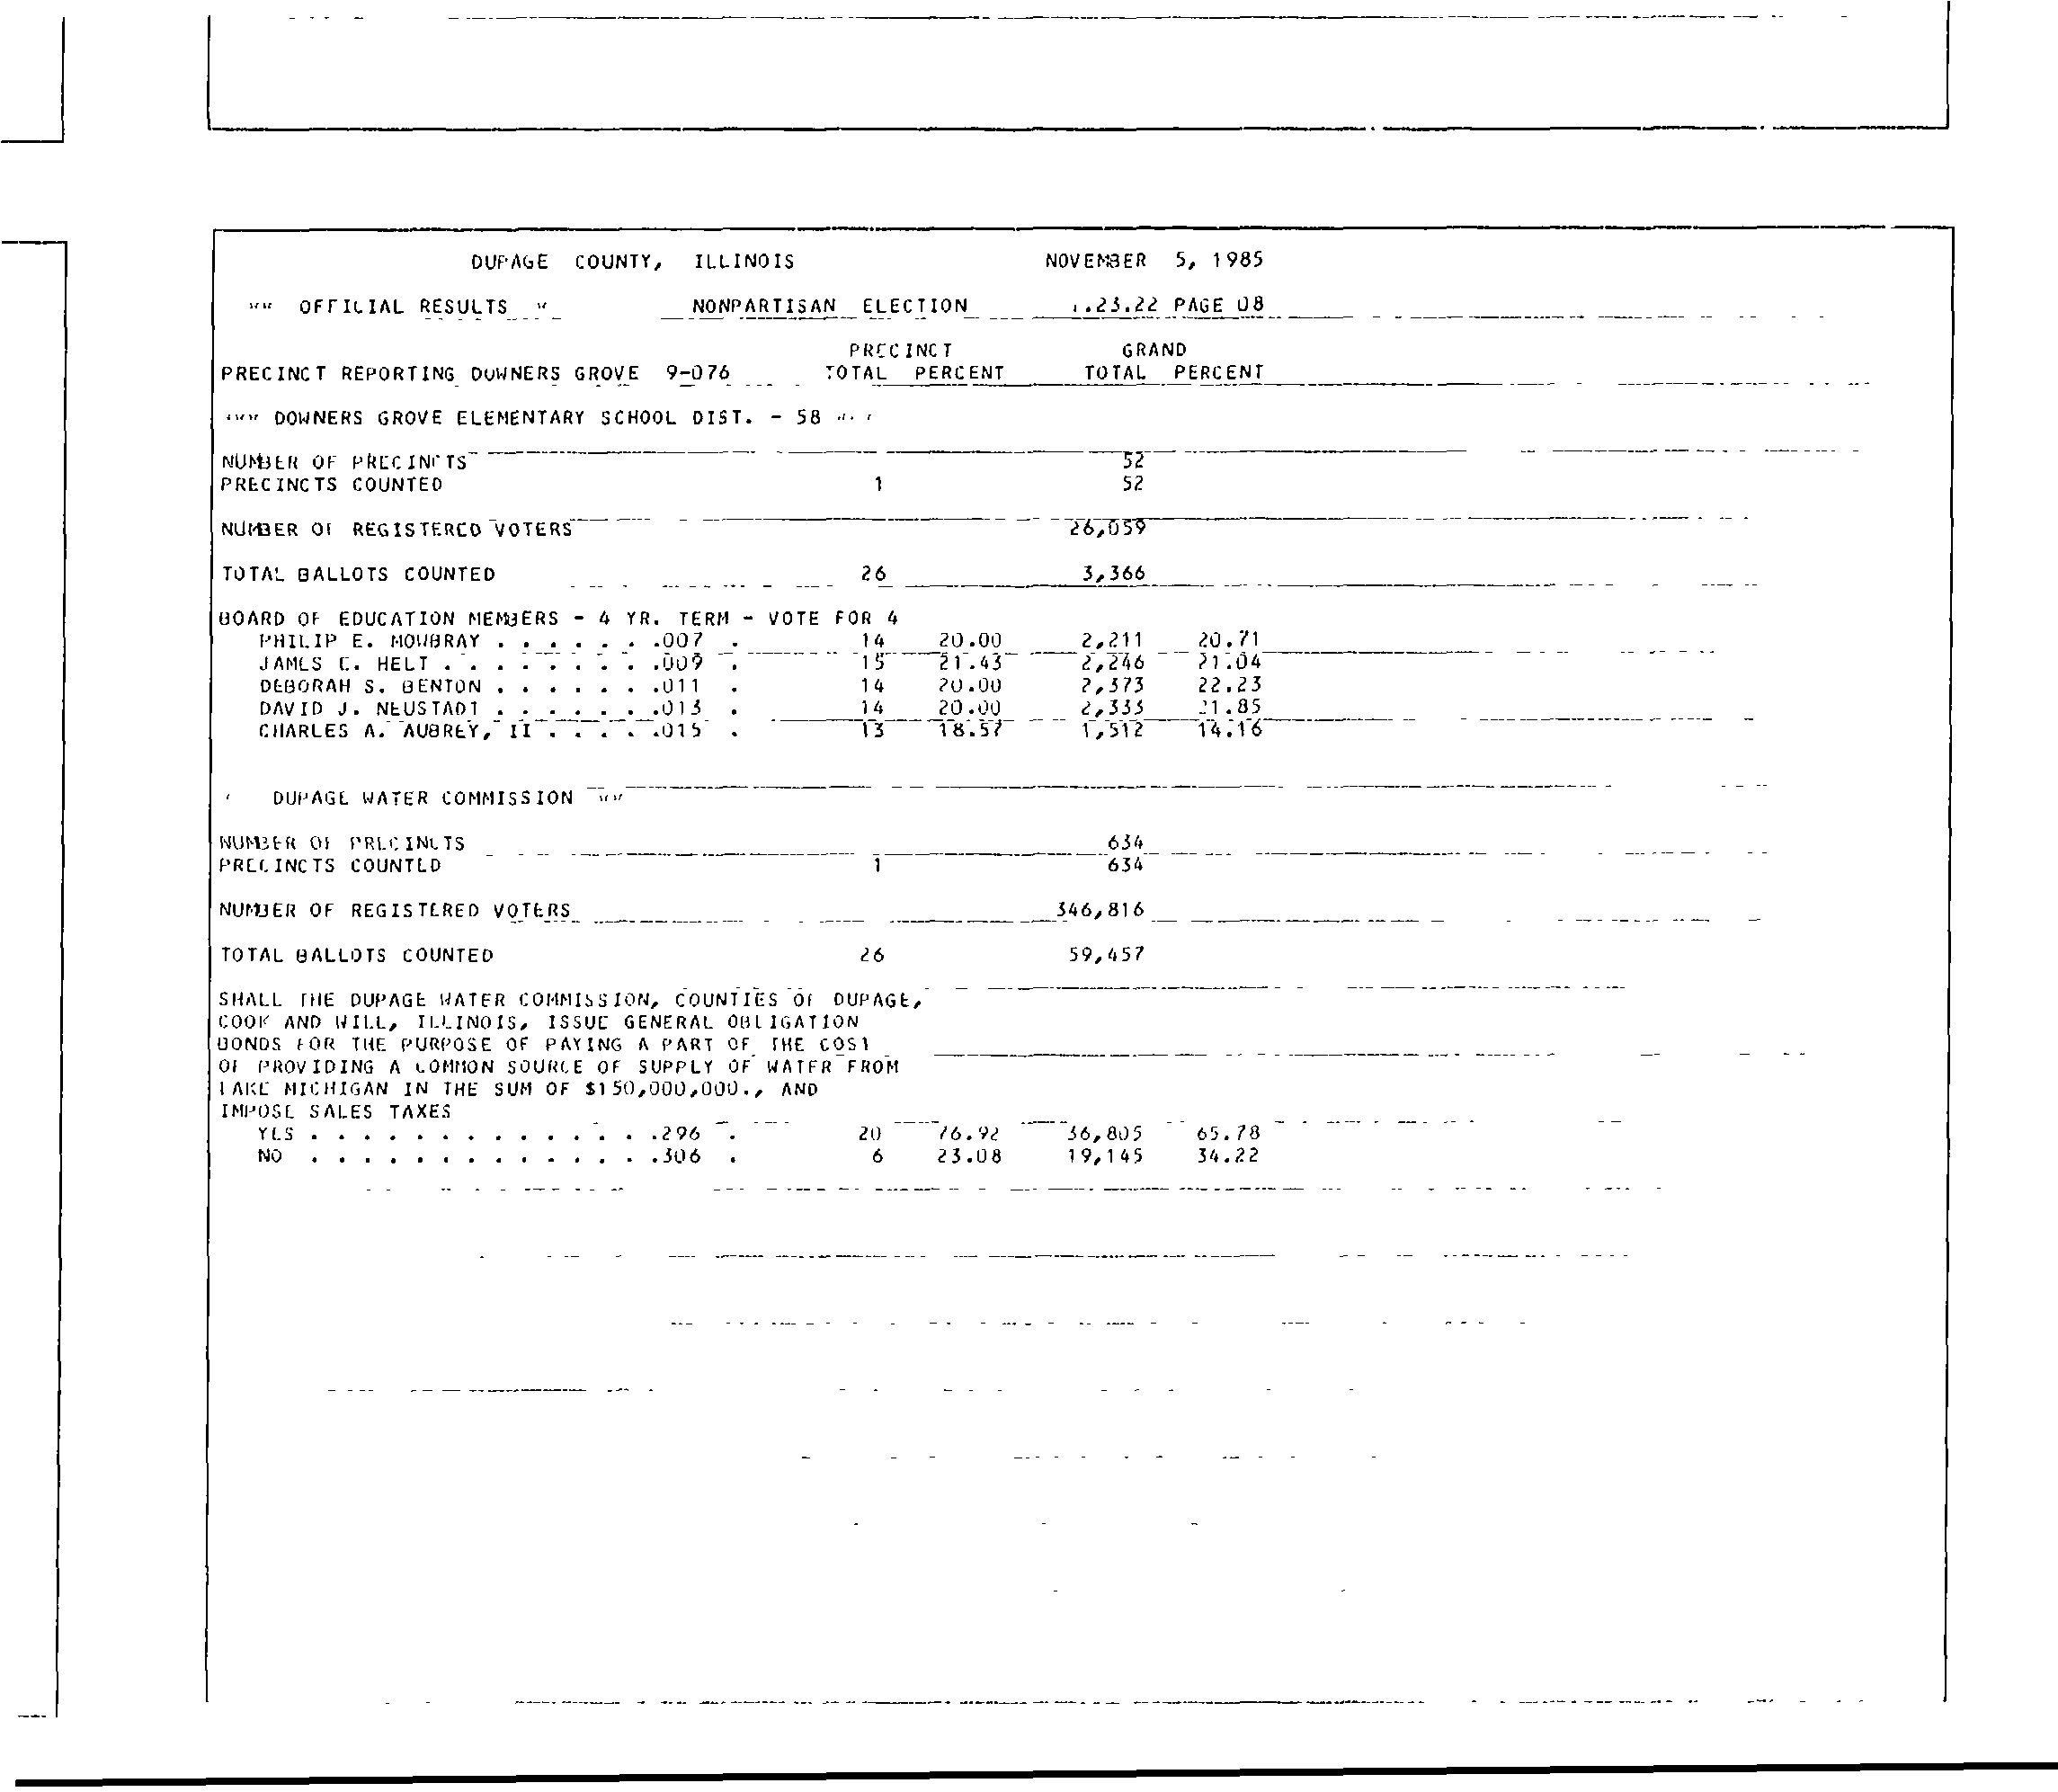 DUPAGE COUNTY, ILLINOIS NOVEMBER 5, 1985
OFFICIAL RESULTS NONPARTISAN ELECTION .23.22 PAGE 08
PRECINCT GRAND
PRECINCT REPORTING DOWNERS GROVE 9-076 TOTAL PERCENT TOTAL PERCENT
*** DOWNERS GROVE ELEMENTARY SCHOOL DIST. - 58 ***
NUMBER OF PRECINCTS 52
PRECINCTS COUNTED 1 52
NUMBER OF REGISTERED VOTERS 26,059
TOTAL BALLOTS COUNTED 26 3,366
BOARD OF EDUCATION MEMBERS - 4 YR. TERM - VOTE FOR 4
PHILIP E. MOWBRAY . . . . . . .007 . 14 20.00 2,211 20.71
JAMES C. HELT . . . . . . . . .009 . 15 21.43 2,246 21.04
DEBORAH S. BENTON . . . . . . .011 . 14 20.00 2,373 22.23
DAVID J. NEUSTADT . . . . . . .013 . 14 20.00 2,333 21.85
CHARLES A. AUBREY, II . . . . .015 . 13 18.57 1,512 14.16
DUPAGE WATER COMMISSION **
NUMBER OF PRECINCTS 634
PRECINCTS COUNTED 1 634
NUMBER OF REGISTERED VOTERS 346,816
TOTAL BALLOTS COUNTED 26 59,457
SHALL THE DUPAGE WATER COMMISSION, COUNTIES OF DUPAGE,
COOK AND WILL, ILLINOIS, ISSUE GENERAL OBLIGATION
BONDS FOR THE PURPOSE OF PAYING A PART OF THE COST
OF PROVIDING A COMMON SOURCE OF SUPPLY OF WATER FROM
LAKE MICHIGAN IN THE SUM OF $150,000,000., AND
IMPOSE SALES TAXES
YES . . . . . . . . . . . . . .296 . 20 76.92 36,805 65.78
NO . . . . . . . . . . . . . .306 . 6 23.08 19,145 34.22